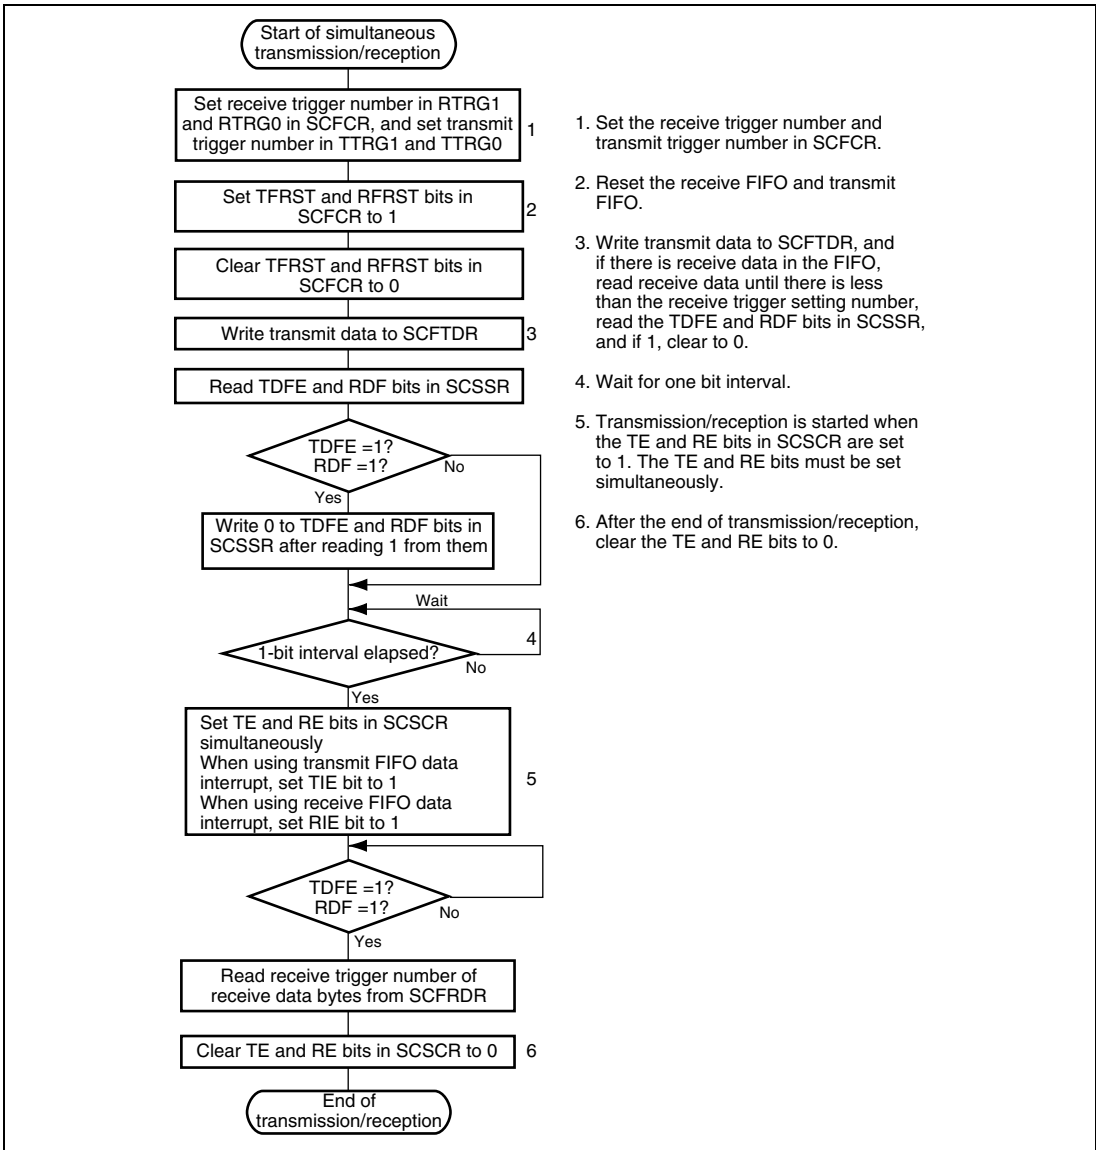 Start of simultaneous
transmission/reception
Set receive trigger number in RTRG1
and RTRG0 in SCFCR, and set transmit
trigger number in TTRG1 and TTRG0
1
Set TFRST and RFRST bits in
SCFCR to 1
2
Clear TFRST and RFRST bits in
SCFCR to 0
Write transmit data to SCFTDR
3
Read TDFE and RDF bits in SCSSR
TDFE =1?
RDF =1?
No
Yes
Write 0 to TDFE and RDF bits in
SCSSR after reading 1 from them
Wait
1-bit interval elapsed?
4
No
Yes
Set TE and RE bits in SCSCR
simultaneously
When using transmit FIFO data
interrupt, set TIE bit to 1
When using receive FIFO data
interrupt, set RIE bit to 1
5
TDFE =1?
RDF =1?
No
Yes
Read receive trigger number of
receive data bytes from SCFRDR
Clear TE and RE bits in SCSCR to 0
6
End of
transmission/reception
1. Set the receive trigger number and
transmit trigger number in SCFCR.
2. Reset the receive FIFO and transmit
FIFO.
3. Write transmit data to SCFTDR, and
if there is receive data in the FIFO,
read receive data until there is less
than the receive trigger setting number,
read the TDFE and RDF bits in SCSSR,
and if 1, clear to 0.
4. Wait for one bit interval.
5. Transmission/reception is started when
the TE and RE bits in SCSCR are set
to 1. The TE and RE bits must be set
simultaneously.
6. After the end of transmission/reception,
clear the TE and RE bits to 0.